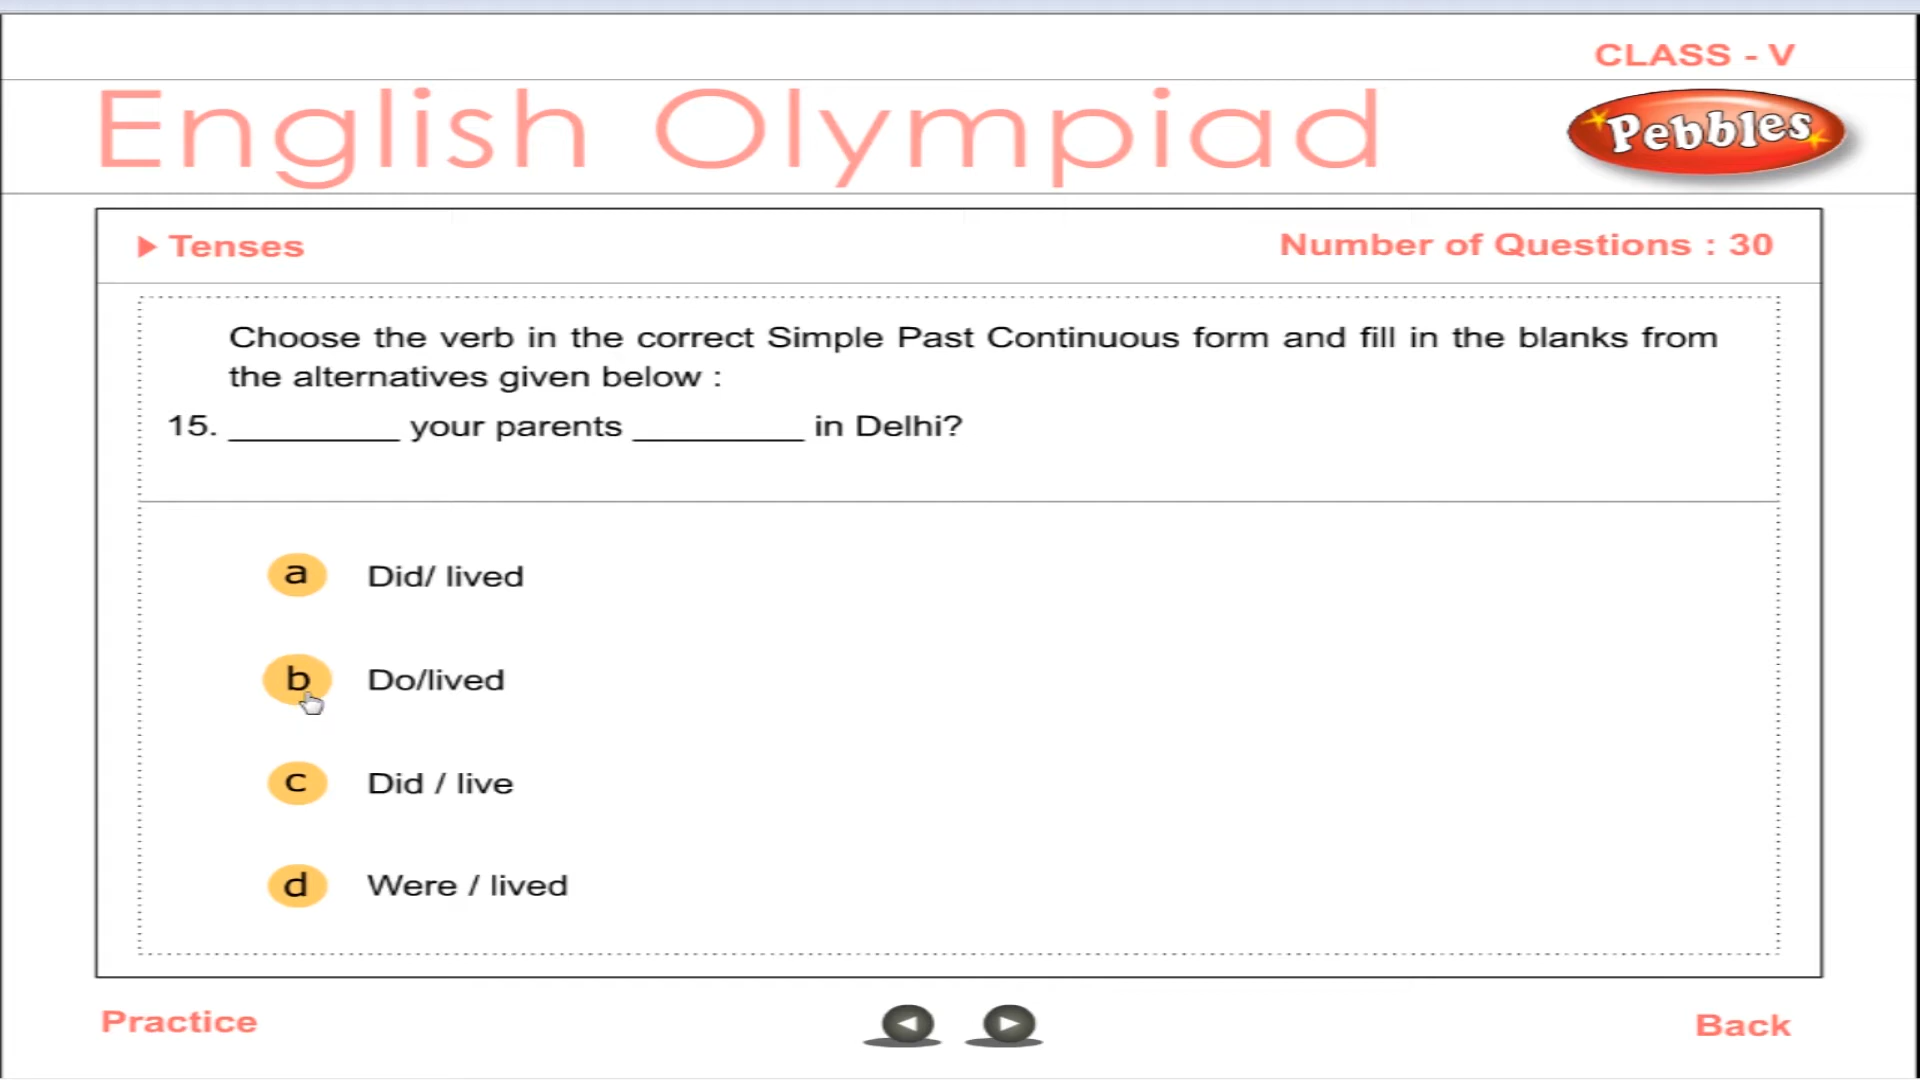 CLASS - V
English Olympiad
Pebbles
Tenses
Number of Questions : 30
Choose the verb in the correct Simple Past Continuous form and fill in the blanks from
the alternatives given below :
15. __________ your parents __________ in Delhi?
a Did/ lived
b Do/lived
c Did / live
d Were / lived
Practice
Back